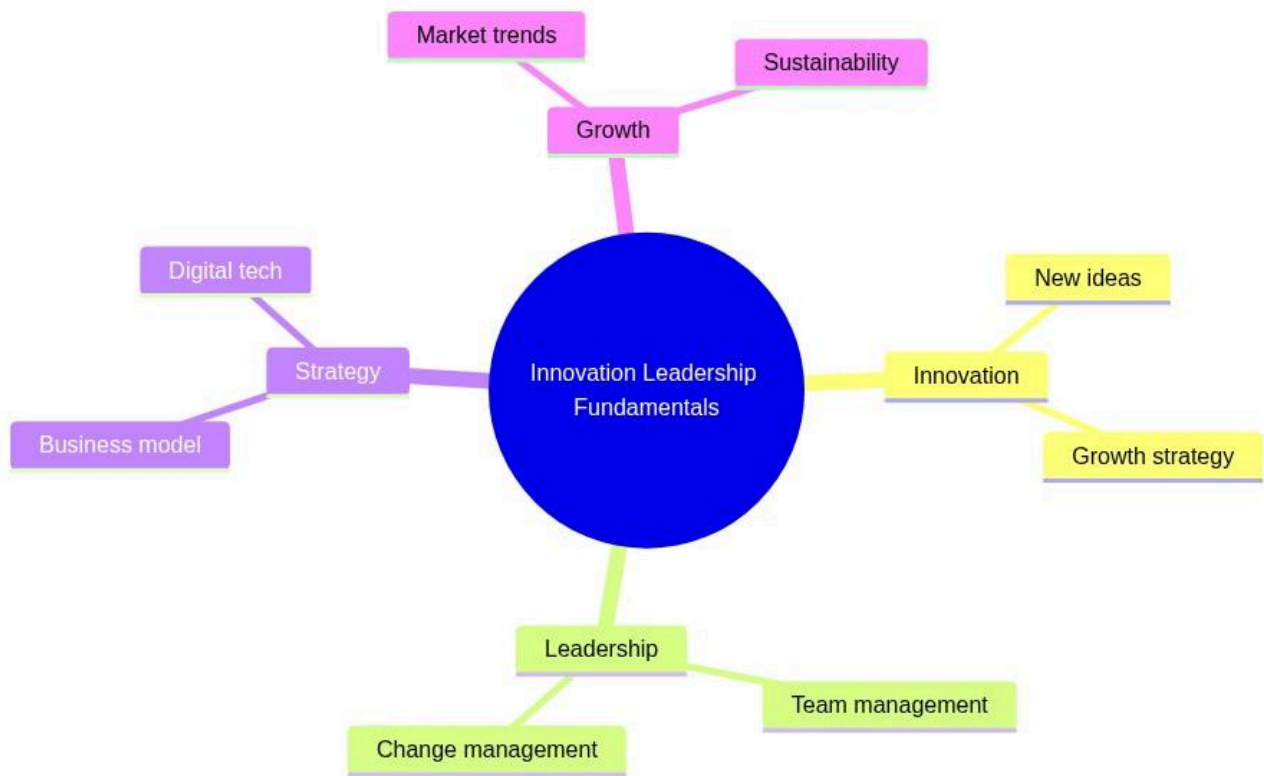 Market trends
Sustainability
Growth
Digital tech
New ideas
Strategy
Innovation Leadership
Fundamentals
Innovation
Business model
Growth strategy
Leadership
Team management
Change management